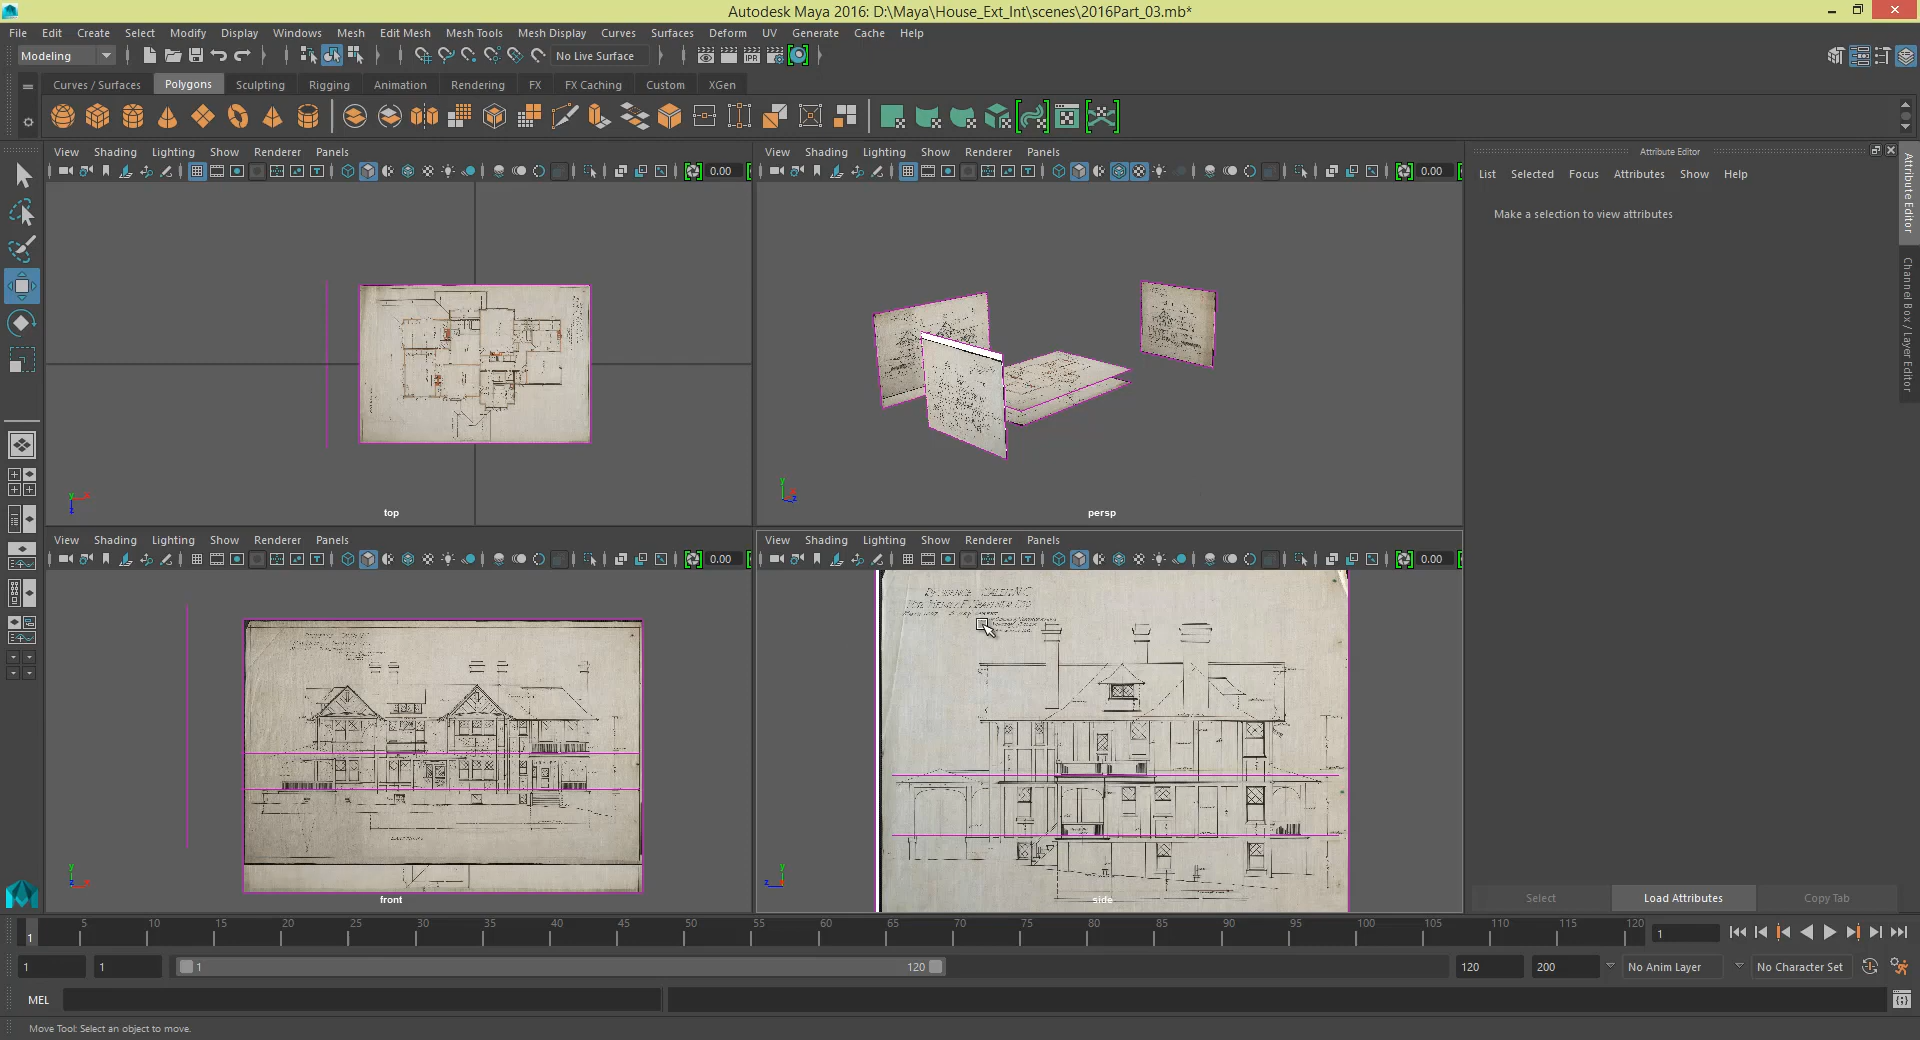 Autodesk Maya 2016: D:\Maya\House_Ext_Int\scenes\2016Part_03.mb*
File Edit Create Select Modify Display Windows Mesh Edit Mesh Mesh Tools Mesh Display Curves Surfaces Deform UV Generate Cache Help
Modeling No Live Surface
Curves / Surfaces Polygons Sculpting Rigging Animation Rendering FX FX Caching Custom XGen
View Shading Lighting Show Renderer Panels
0.00
top
View Shading Lighting Show Renderer Panels
0.00
persp
Attribute Editor
List Selected Focus Attributes Show Help
Make a selection to view attributes
Attribute Editor
Channel Box / Layer Editor
View Shading Lighting Show Renderer Panels
0.00
front
View Shading Lighting Show Renderer Panels
0.00
side
Select Load Attributes Copy Tab
1 5 10 15 20 25 30 35 40 45 50 55 60 65 70 75 80 85 90 95 100 105 110 115 120 1
1 1 1 120 120 200 No Anim Layer No Character Set
MEL
Move Tool: Select an object to move.